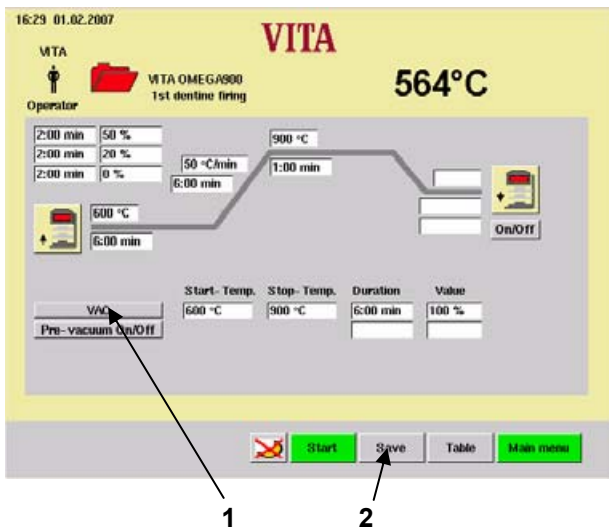 16:29 01.02.2007
VITA
VITA
VITA OMEGA900
1st dentine firing
564°C
Operator
2:00 min 50 %
2:00 min 20 %
2:00 min 0 %
50 °C/min
6:00 min
900 °C
1:00 min
600 °C
6:00 min
On/Off
Start-Temp. Stop-Temp. Duration Value
VAC 600 °C 900 °C 6:00 min 100 %
Pre-vacuum On/Off
Start Save Table Main menu
1 2